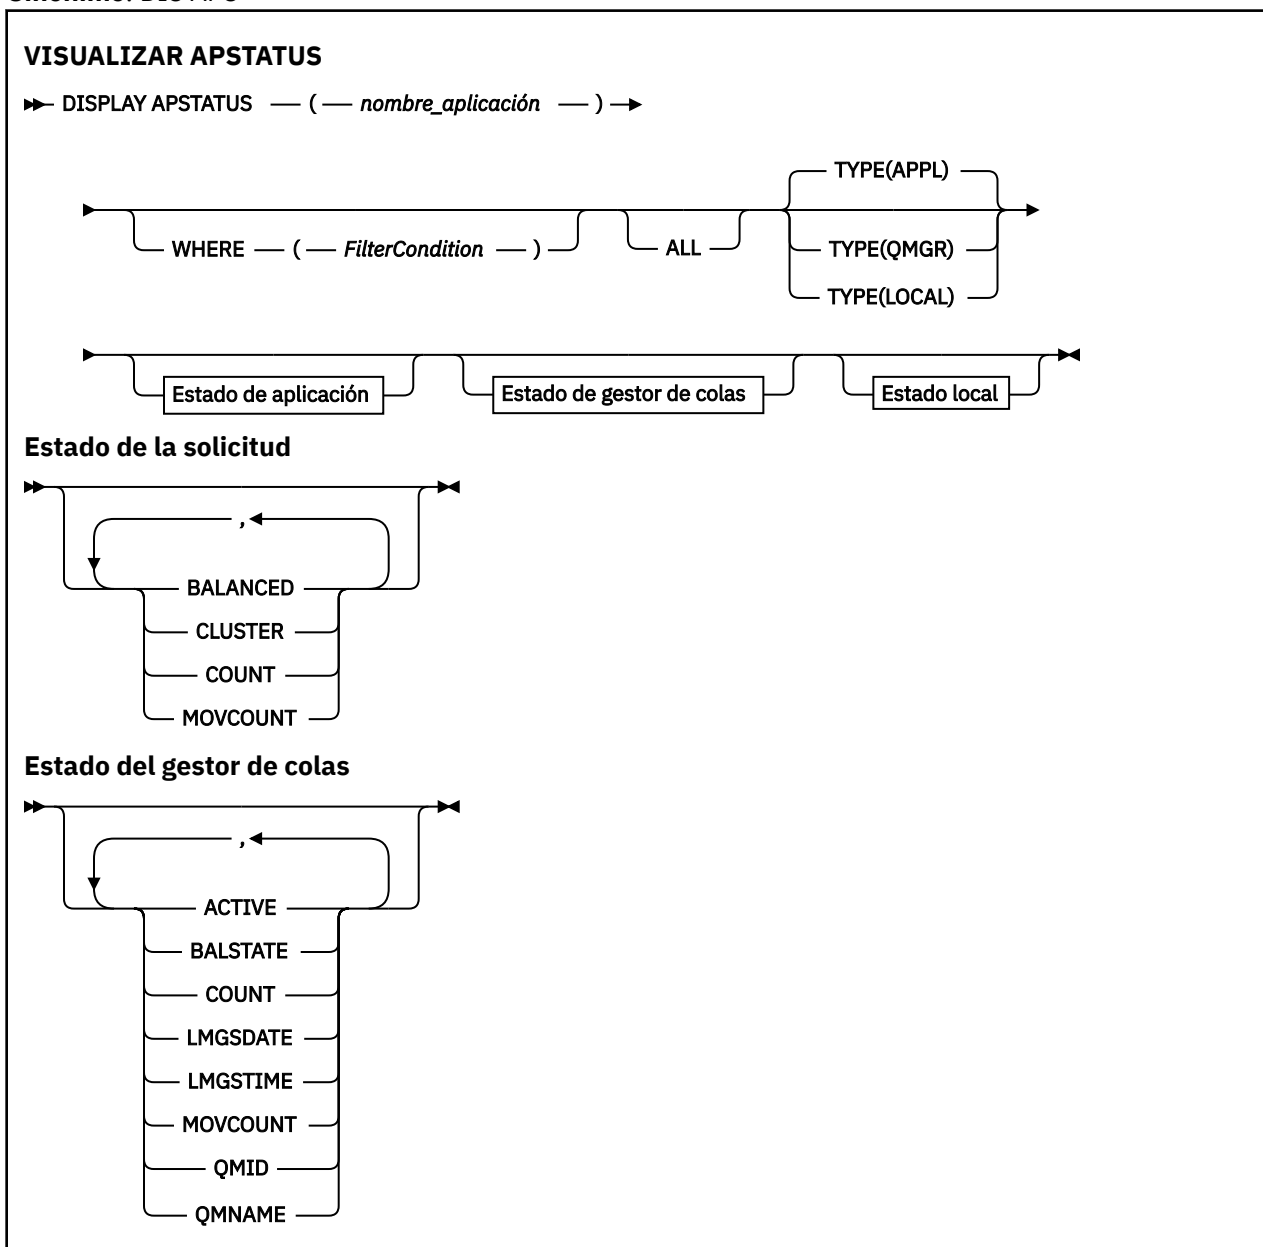 VISUALIZAR APSTATUS
DISPLAY APSTATUS ( nombre_aplicación )
TYPE(APPL)
WHERE ( FilterCondition ) ALL TYPE(QMGR)
TYPE(LOCAL)
Estado de aplicación Estado de gestor de colas Estado local
Estado de la solicitud
,
BALANCED
CLUSTER
COUNT
MOVCOUNT
Estado del gestor de colas
,
ACTIVE
BALSTATE
COUNT
LMGSDATE
LMGSTIME
MOVCOUNT
QMID
QMNAME